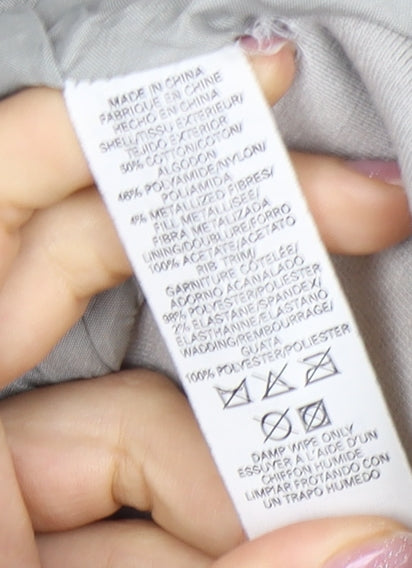 MADE IN CHINA
FABRIQUE EN CHINE
HECHO EN CHINA
SHELL/TISSU EXTERIEUR/
TEJIDO EXTERIOR
50% COTTON/COTON/
ALGODON
46% POLYAMIDE/NYLON/
POLIAMIDA
4% METALLIZED FIBRES/
FILL METALLISÉE/
FIBRA METALIZADA
LINING/DOUBLURE/FORRO
100% ACETATE/ACETATO
RIB TRIM/
GARNITURE CÔTELÉE/
ADORNO ACANALADO
98% POLYESTER/POLIESTER
2% ELASTANE/SPANDEX/
ELASTHANNE/ELASTANO
WADDING/REMBOURRAGE/
GUATA
100% POLYESTER/POLIESTER
DAMP WIPE ONLY
ESSUYER A L'AIDE D'UN
CHIFFON HUMIDE
LIMPIAR FROTANDO CON
UN TRAPO HUMEDO